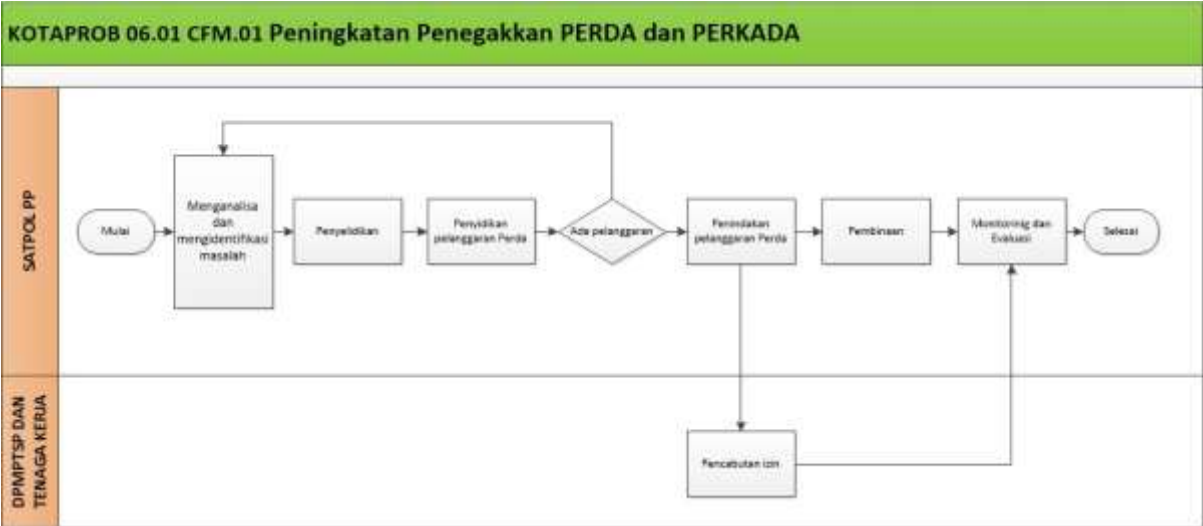 KOTAPROB 06.01 CFM.01 Peningkatan Penegakkan PERDA dan PERKADA
SATPOL PP
Mulai
Menganalisa
dan
mengidentifikasi
masalah
Penyelidikan
Penyidikan
pelanggaran Perda
Ada pelanggaran
Penindakan
pelanggaran Perda
Pembinaan
Monitoring dan
Evaluasi
Selesai
DPMPTSP DAN
TENAGA KERJA
Pencabutan izin